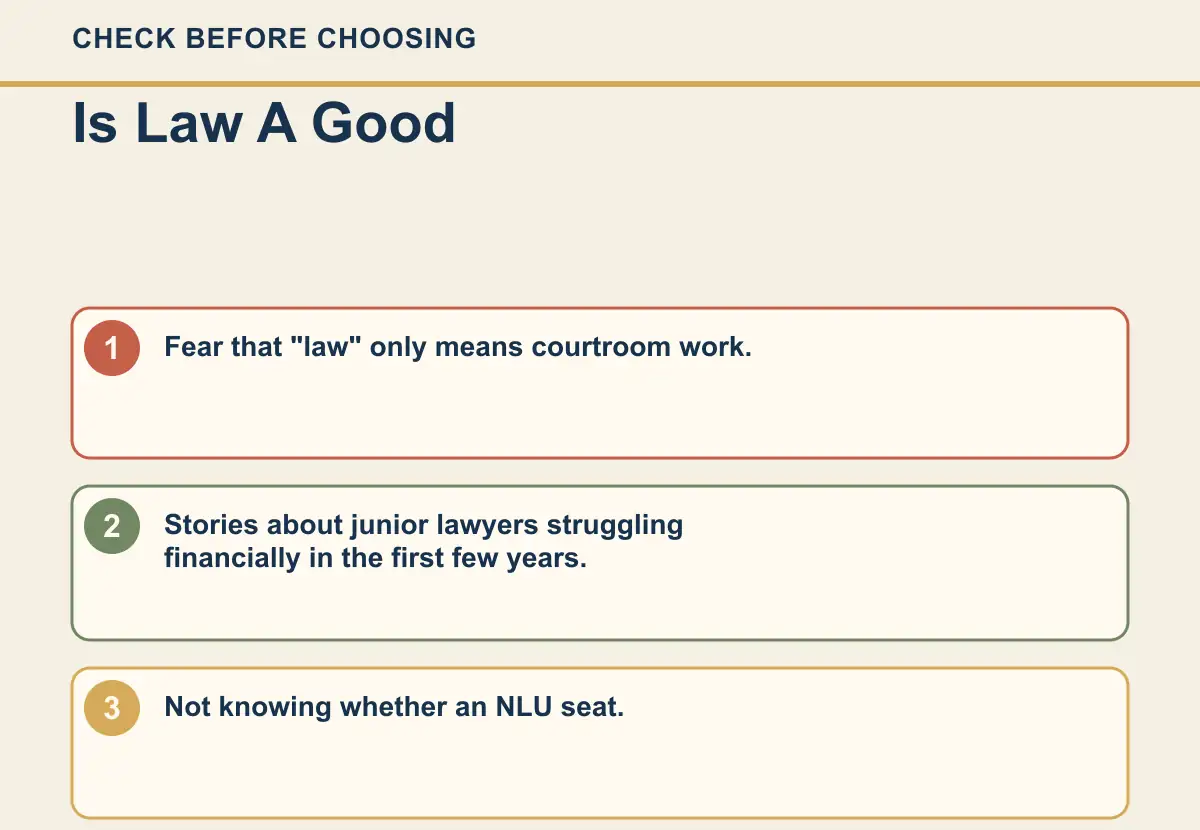 CHECK BEFORE CHOOSING
Is Law A Good
1
Fear that "law" only means courtroom work.
2
Stories about junior lawyers struggling
financially in the first few years.
3
Not knowing whether an NLU seat.